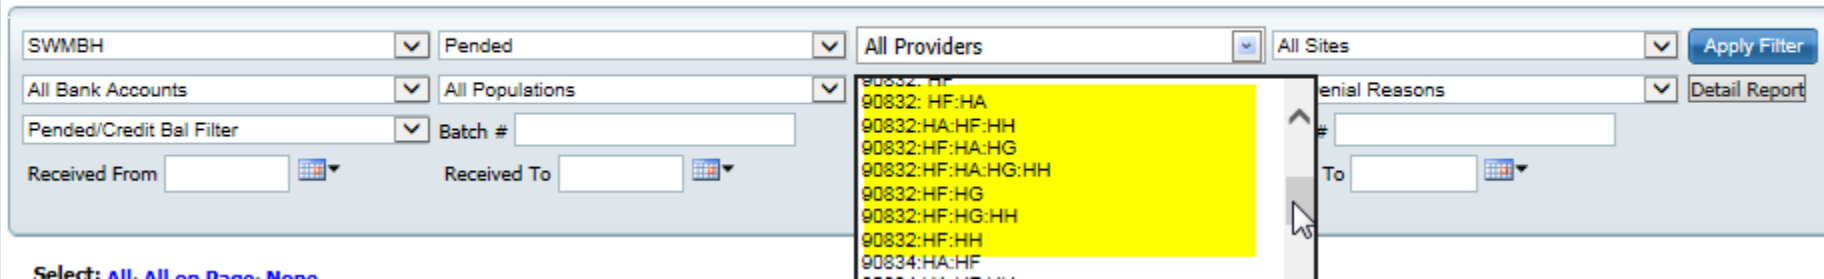 SWMBH Pended All Providers All Sites Apply Filter
All Bank Accounts All Populations enial Reasons Detail Report
Pended/Credit Bal Filter Batch # #
Received From Received To To
90832: HF
90832: HF:HA
90832:HA:HF:HH
90832:HF:HA:HG
90832:HF:HA:HG:HH
90832:HF:HG
90832:HF:HG:HH
90832:HF:HH
90834:HA:HF
Select: All; All on Page; None